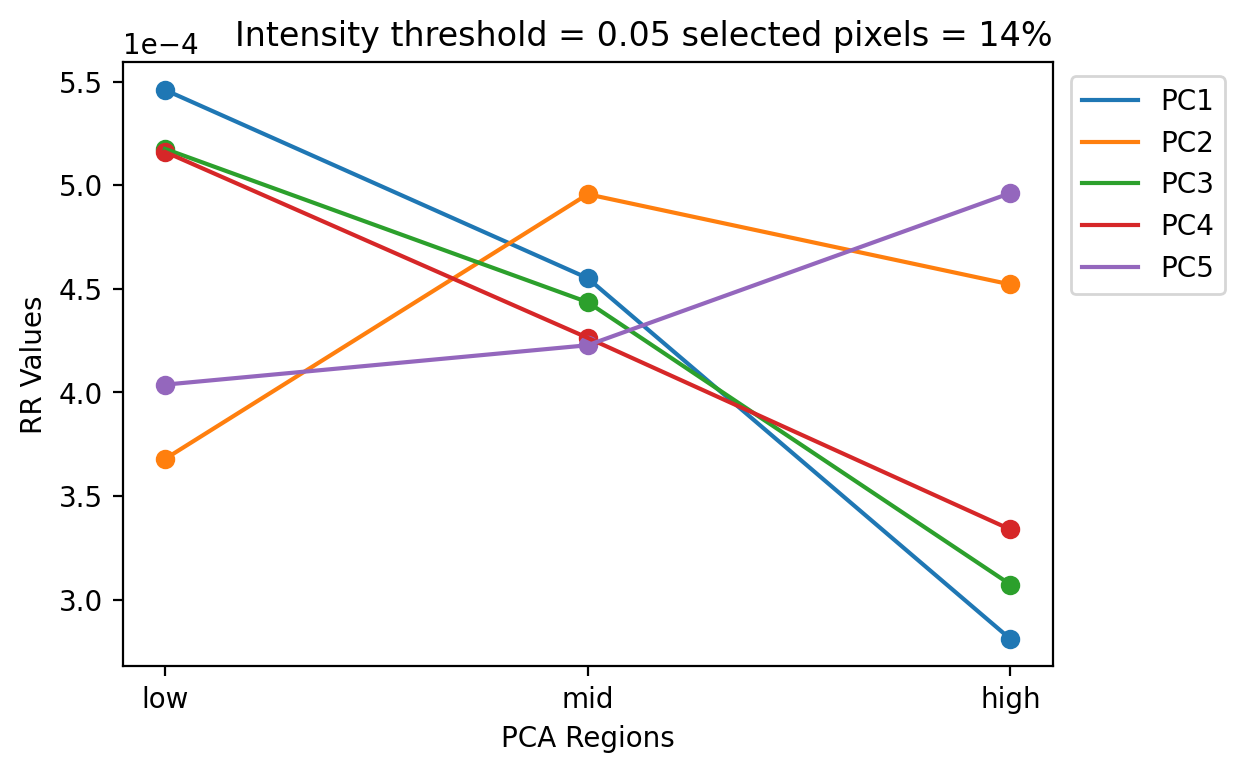 Intensity threshold = 0.05 selected pixels = 14%
1e−4
5.5
5.0
4.5
4.0
3.5
3.0
RR Values
low
mid
high
PCA Regions
PC1
PC2
PC3
PC4
PC5